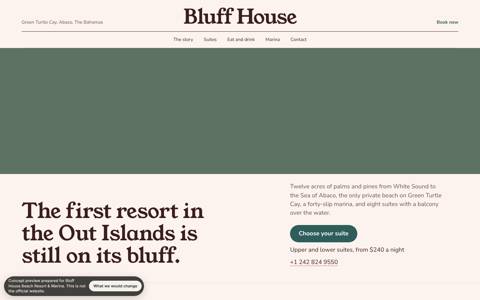 Green Turtle Cay, Abaco, The Bahamas
Bluff House
Book now
The story
Suites
Eat and drink
Marina
Contact
The first resort in
the Out Islands is
still on its bluff.
Twelve acres of palms and pines from White Sound to
the Sea of Abaco, the only private beach on Green Turtle
Cay, a forty-slip marina, and eight suites with a balcony
over the water.
Choose your suite
Upper and lower suites, from $240 a night
+1 242 824 9550
Concept preview prepared for Bluff
House Beach Resort & Marina. This is not
the official website.
What we would change